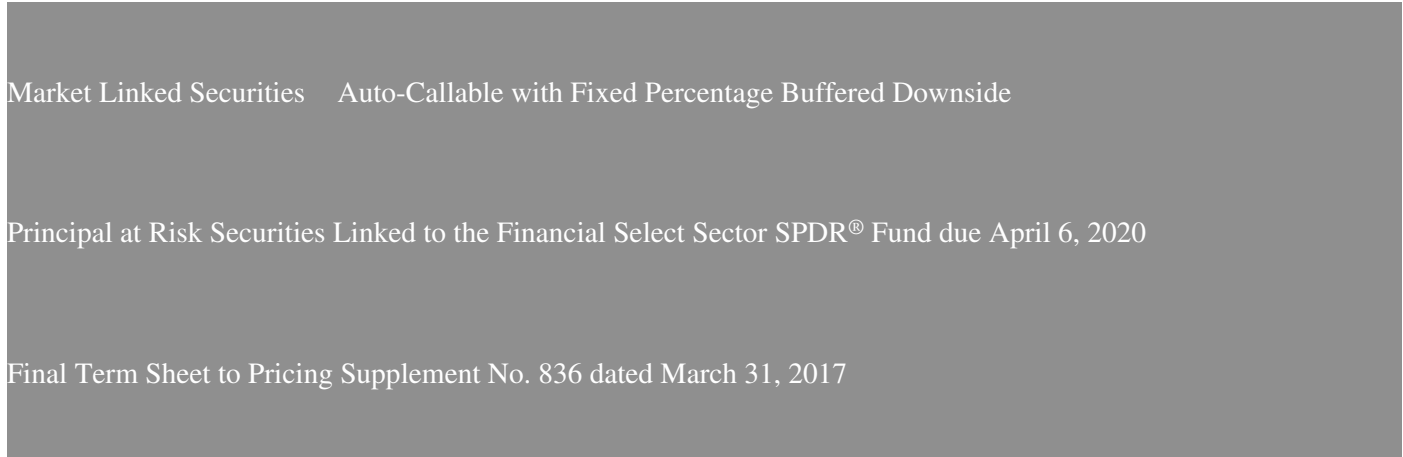 Market Linked Securities Auto-Callable with Fixed Percentage Buffered Downside
Principal at Risk Securities Linked to the Financial Select Sector SPDR® Fund due April 6, 2020
Final Term Sheet to Pricing Supplement No. 836 dated March 31, 2017